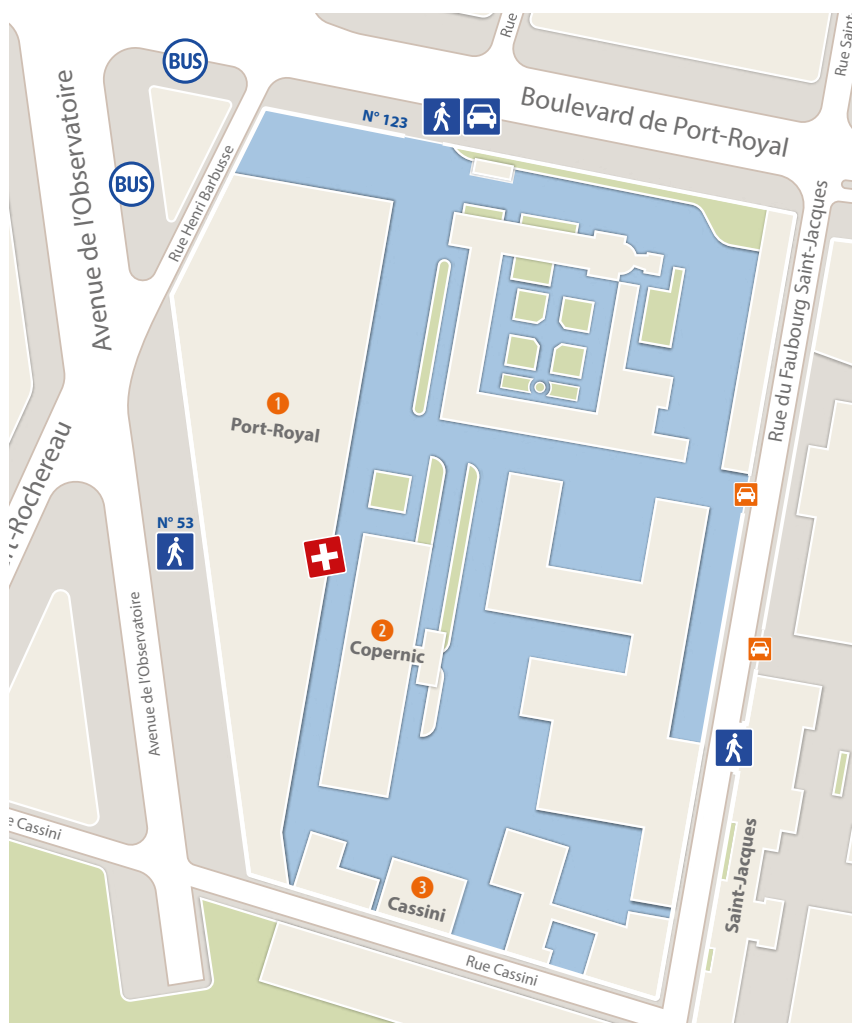 Rue
Rue Saint-
BUS
Boulevard de Port-Royal
N° 123
Avenue de l'Observatoire
BUS
Rue Henri Barbusse
Rue du Faubourg Saint-Jacques
1
Port-Royal
rt-Rochereau
N° 53
2
Copernic
Avenue de l'Observatoire
e Cassini
3
Cassini
Saint-Jacques
Rue Cassini